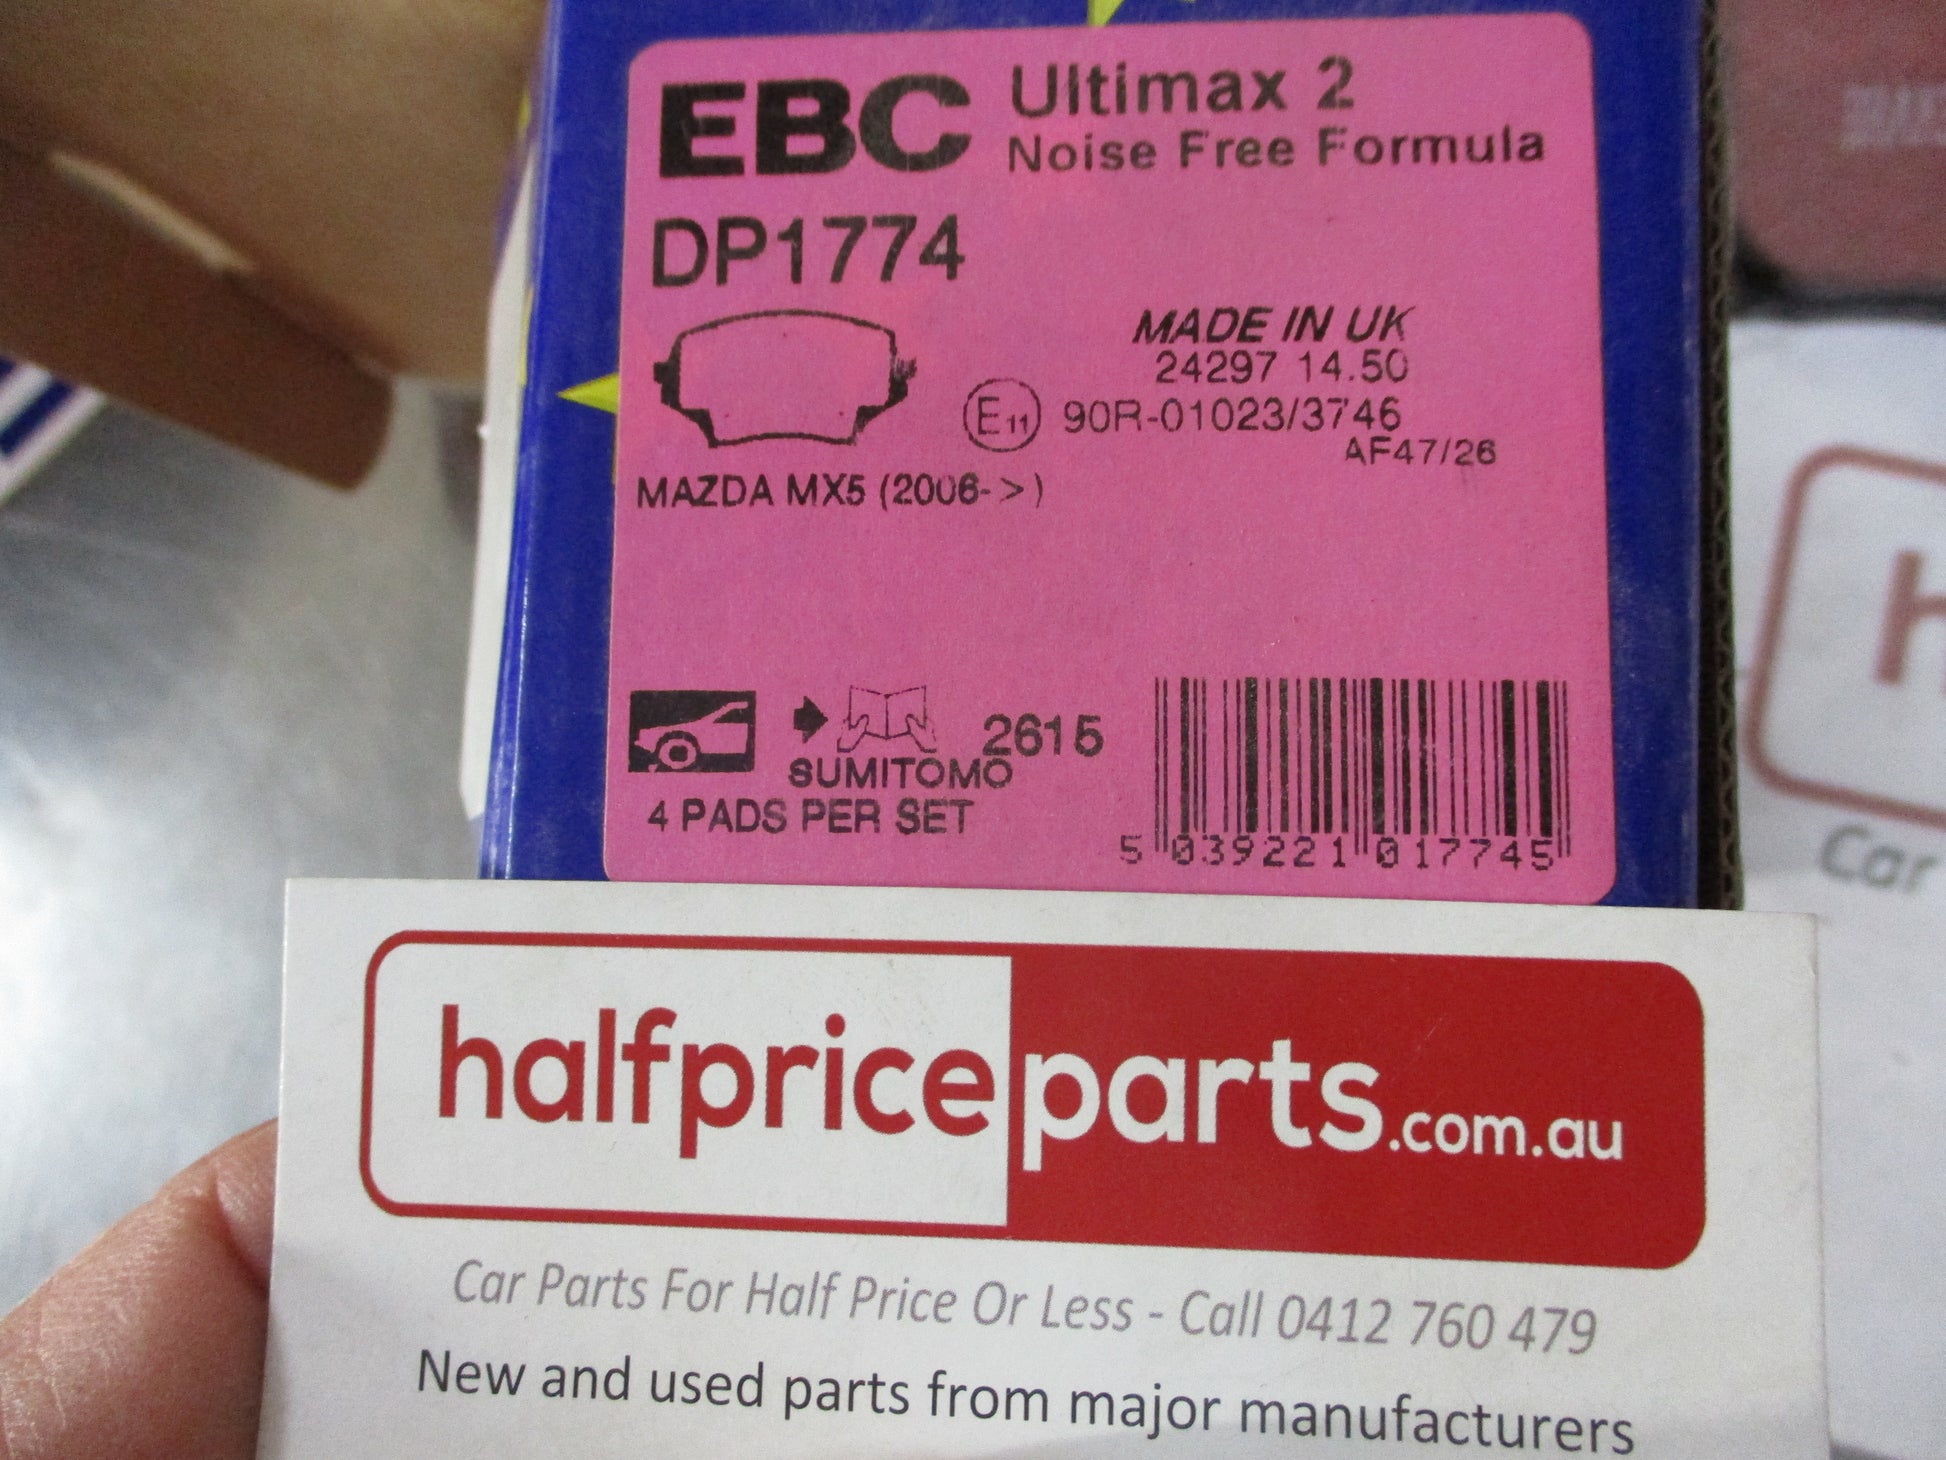 EBC Ultimax 2
Noise Free Formula
DP1774
MADE IN UK
24297 14.50
E11 90R-01023/3746
AF47/26
MAZDA MX5 (2006->)
2615
SUMITOMO
4 PADS PER SET
5 039221 017745
h
Car
halfpriceparts.com.au
Car Parts For Half Price Or Less - Call 0412 760 479
New and used parts from major manufacturers